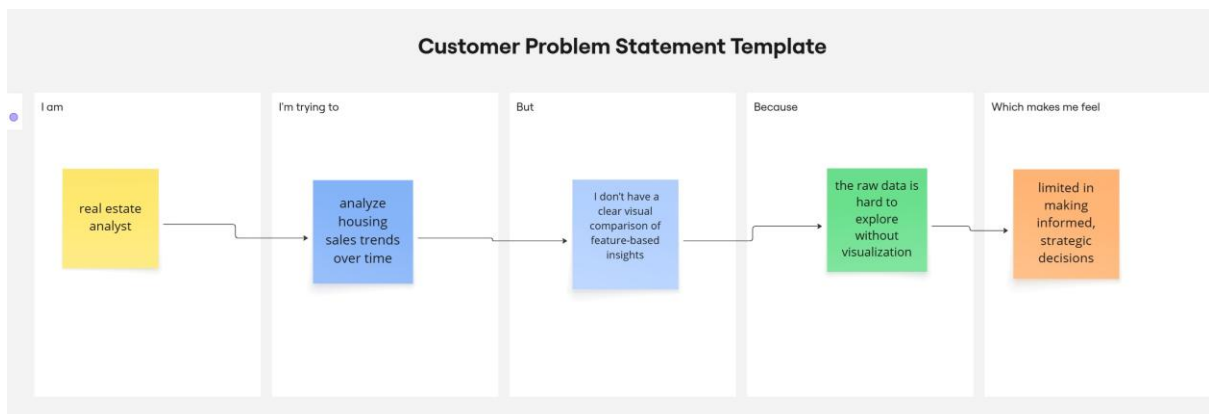 Customer Problem Statement Template
I am
real estate
analyst
I'm trying to
analyze
housing
sales trends
over time
But
I don't have a
clear visual
comparison of
feature-based
insights
Because
the raw data is
hard to
explore
without
visualization
Which makes me feel
limited in
making
informed,
strategic
decisions